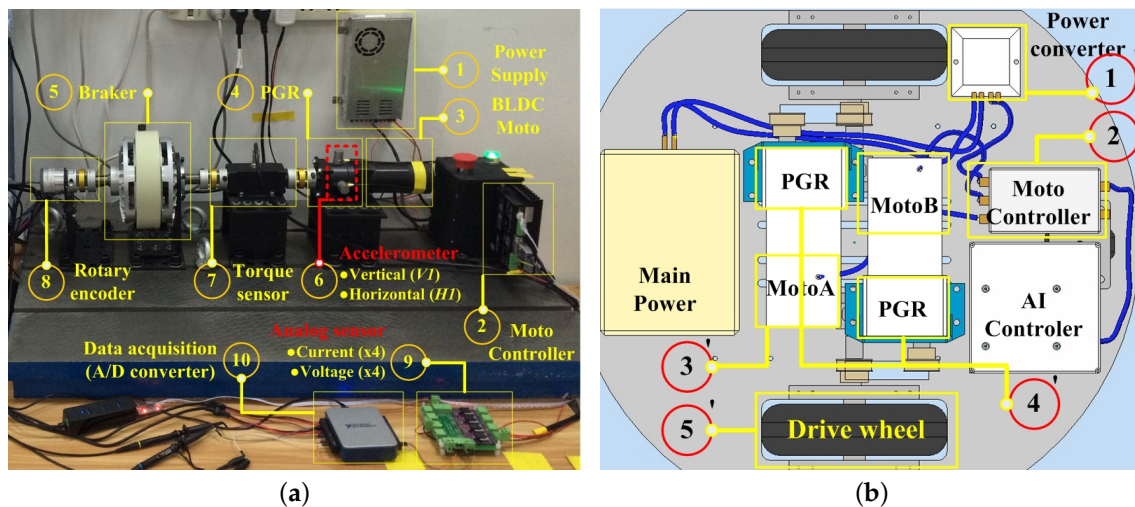 1
Power
Supply
5 Braker
4 PGR
3 BLDC
Moto
8
Rotary
encoder
7
Torque
sensor
6
Accelerometer
Vertical (V1)
Horizontal (H1)
2
Moto
Controller
Data acquisition
(A/D converter)
10
Analog sensor
Current (x4)
Voltage (x4)
9
(a)
Power
converter
1
2
PGR
MotoB
Moto
Controller
Main
Power
MotoA
PGR
AI
Controler
3
4
5
Drive wheel
(b)